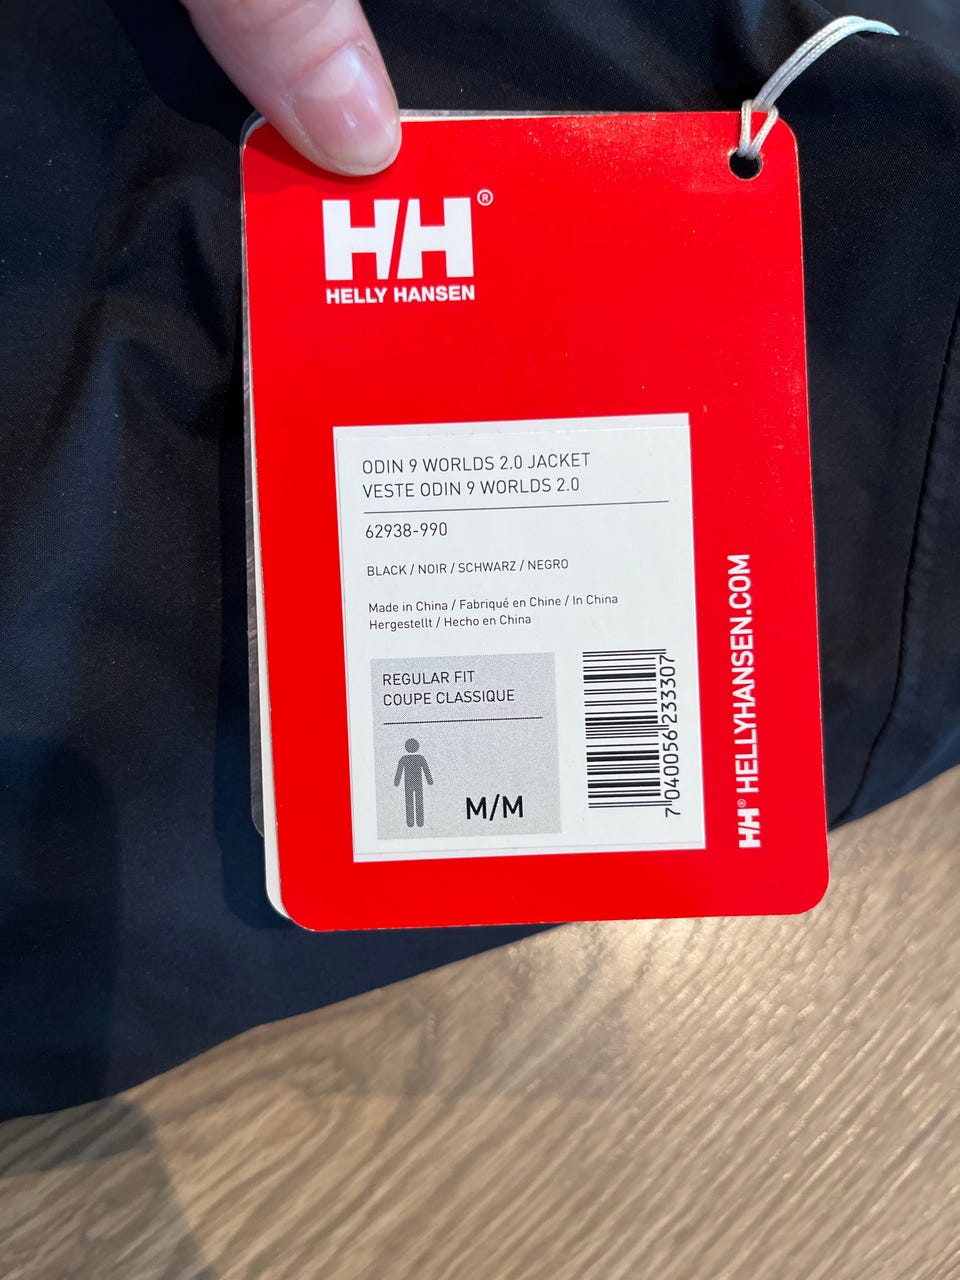 HH®
HELLY HANSEN
ODIN 9 WORLDS 2.0 JACKET
VESTE ODIN 9 WORLDS 2.0
62938-990
BLACK / NOIR / SCHWARZ / NEGRO
Made in China / Fabriqué en Chine / In China
Hergestellt / Hecho en China
REGULAR FIT
COUPE CLASSIQUE
M/M
7 040056 233307
HH® HELLYHANSEN.COM